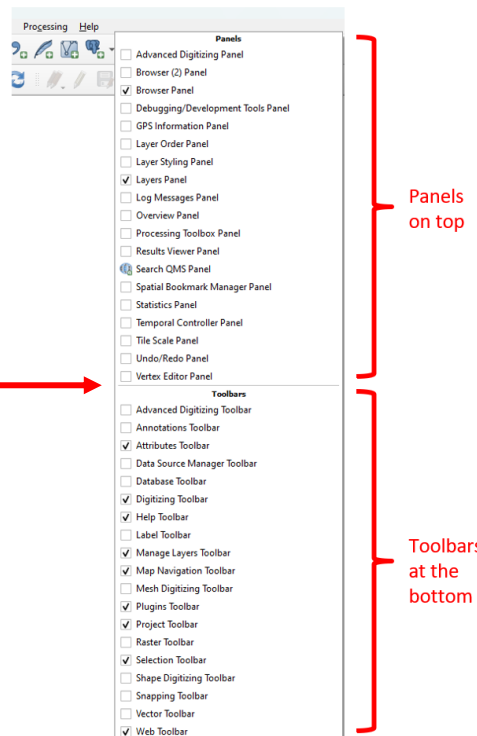 Processing Help
Panels
Advanced Digitizing Panel
Browser (2) Panel
Browser Panel
Debugging/Development Tools Panel
GPS Information Panel
Layer Order Panel
Layer Styling Panel
Layers Panel
Log Messages Panel
Overview Panel
Processing Toolbox Panel
Results Viewer Panel
Search QMS Panel
Spatial Bookmark Manager Panel
Statistics Panel
Temporal Controller Panel
Tile Scale Panel
Undo/Redo Panel
Vertex Editor Panel
Panels
on top
Toolbars
Advanced Digitizing Toolbar
Annotations Toolbar
Attributes Toolbar
Data Source Manager Toolbar
Database Toolbar
Digitizing Toolbar
Help Toolbar
Label Toolbar
Manage Layers Toolbar
Map Navigation Toolbar
Mesh Digitizing Toolbar
Plugins Toolbar
Project Toolbar
Raster Toolbar
Selection Toolbar
Shape Digitizing Toolbar
Snapping Toolbar
Vector Toolbar
Web Toolbar
Toolbars
at the
bottom